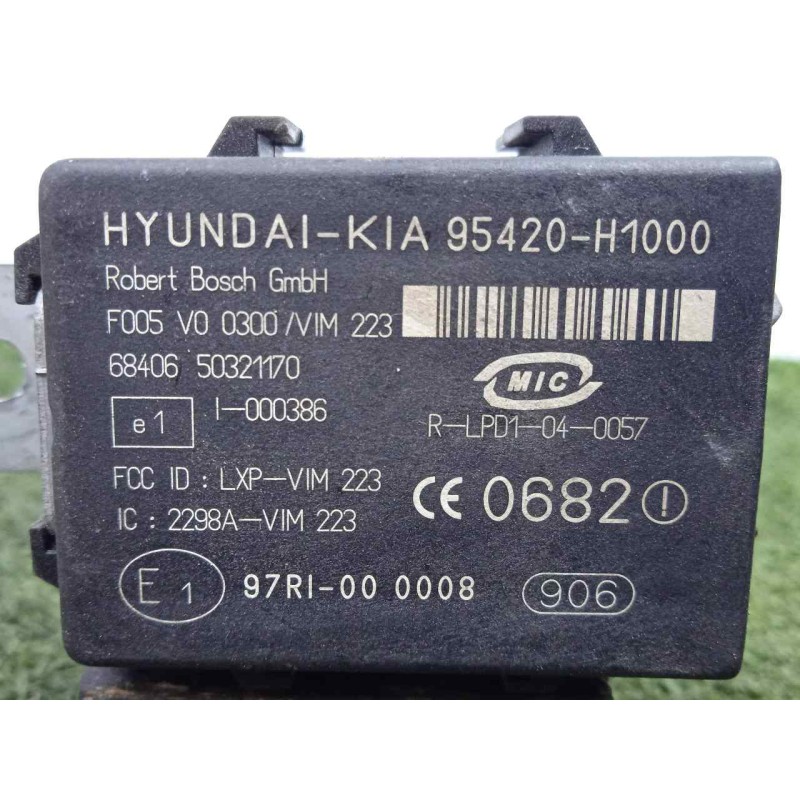 HYUNDAI-KIA 95420-H1000
Robert Bosch GmbH
F005 V0 0300/VIM 223
68406 50321170
MIC
e1 I-000386
R-LPD1-04-0057
FCC ID : LXP-VIM 223
CE 0682 !
IC : 2298A-VIM 223
E1 97RI-00 0008 906